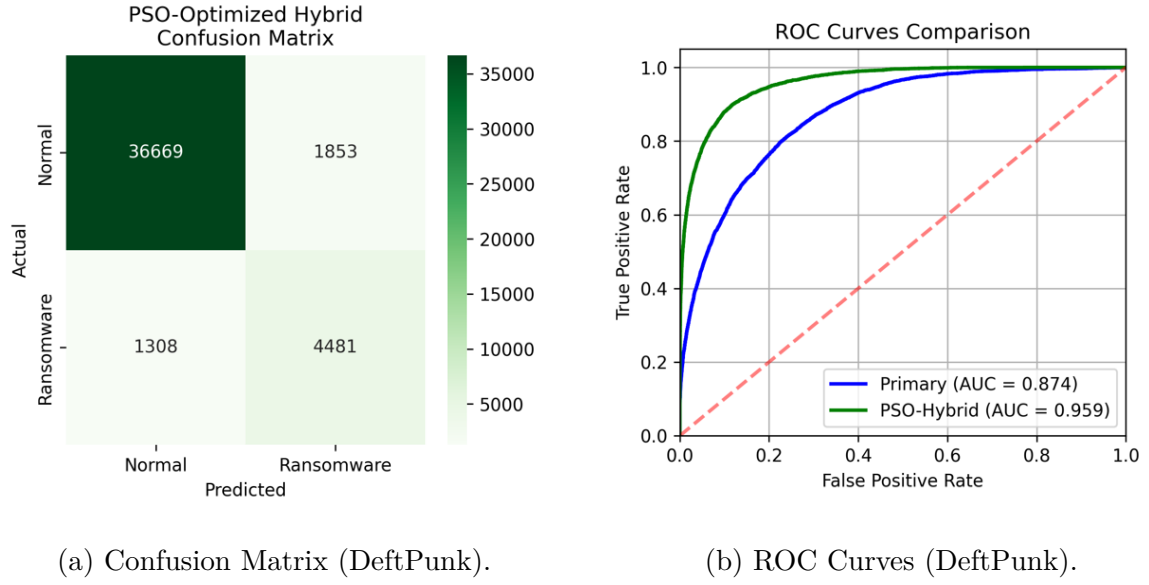 PSO-Optimized Hybrid
Confusion Matrix
Normal
Ransomware
Actual
36669
1853
1308
4481
Normal
Ransomware
Predicted
35000
30000
25000
20000
15000
10000
5000
(a) Confusion Matrix (DeftPunk).
ROC Curves Comparison
True Positive Rate
1.0
0.8
0.6
0.4
0.2
0.0
Primary (AUC = 0.874)
PSO-Hybrid (AUC = 0.959)
0.0
0.2
0.4
0.6
0.8
1.0
False Positive Rate
(b) ROC Curves (DeftPunk).